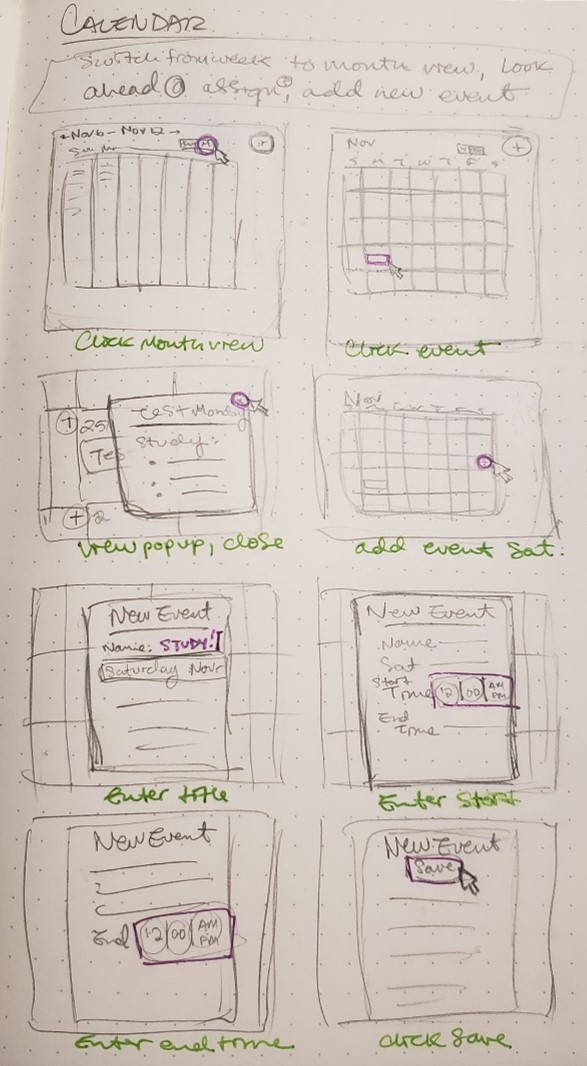 CALENDAR
Switch from week to month view, Look
ahead @ assign, add new event
Nov 6 - Nov 12
Sun Mo
M
+
Click Month view
Nov
S M T W T F S
+
Click event
+ 25
Tes
Test Monday
Study:
+ 2
View popup, close
Nov
add event Sat.
New Event
Name: STUDY!
Saturday Nov
Enter title
New Event
Name
Sat
Start
Time 12 00 AM PM
End
Time
Enter Start
New Event
End 12 00 AM PM
Enter end time
New Event
Save
click Save